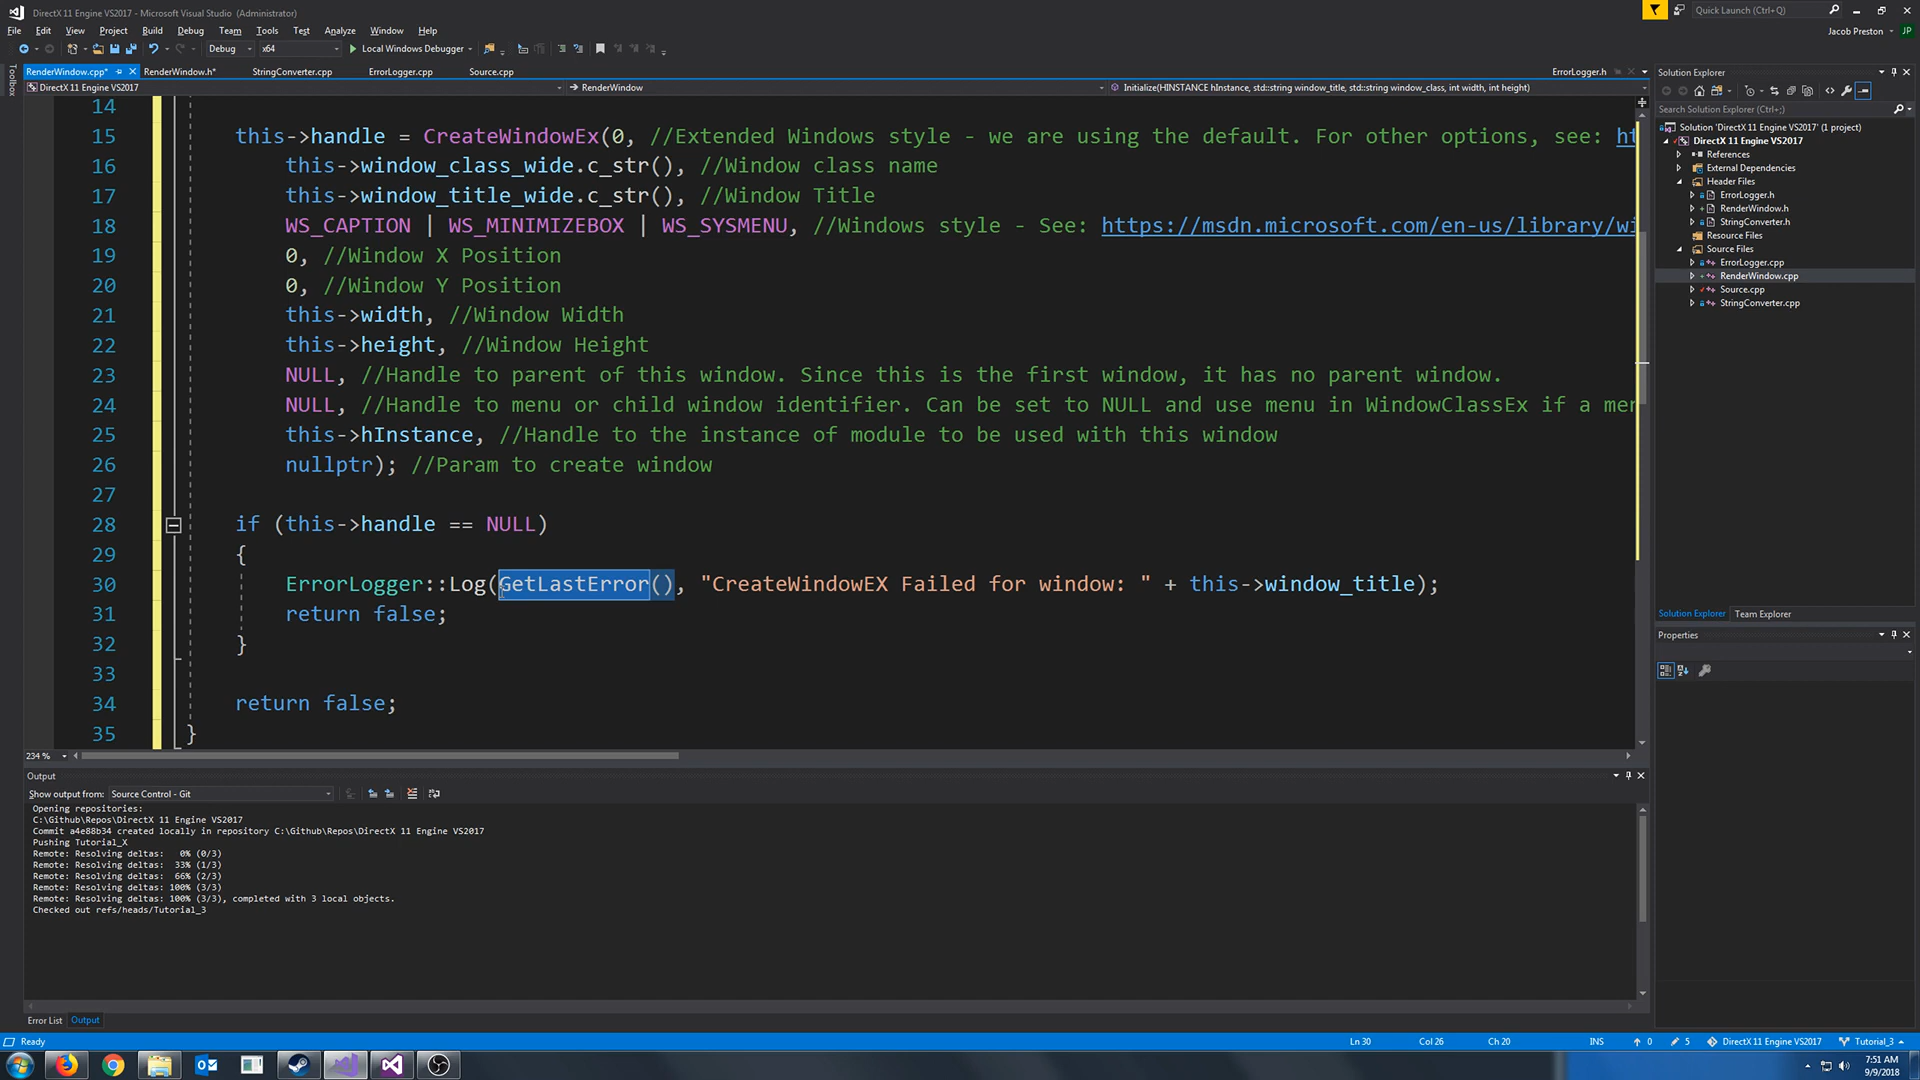 DirectX 11 Engine VS2017 - Microsoft Visual Studio (Administrator)
Quick Launch (Ctrl+Q)
File Edit View Project Build Debug Team Tools Test Analyze Window Help
Jacob Preston JP
Debug x64 Local Windows Debugger
Toolbox
RenderWindow.cpp* RenderWindow.h* StringConverter.cpp ErrorLogger.cpp Source.cpp ErrorLogger.h
DirectX 11 Engine VS2017 RenderWindow Initialize(HINSTANCE hInstance, std::string window_title, std::string window_class, int width, int height)
14
15 this->handle = CreateWindowEx(0, //Extended Windows style - we are using the default. For other options, see: ht
16 this->window_class_wide.c_str(), //Window class name
17 this->window_title_wide.c_str(), //Window Title
18 WS_CAPTION | WS_MINIMIZEBOX | WS_SYSMENU, //Windows style - See: https://msdn.microsoft.com/en-us/library/wi
19 0, //Window X Position
20 0, //Window Y Position
21 this->width, //Window Width
22 this->height, //Window Height
23 NULL, //Handle to parent of this window. Since this is the first window, it has no parent window.
24 NULL, //Handle to menu or child window identifier. Can be set to NULL and use menu in WindowClassEx if a mer
25 this->hInstance, //Handle to the instance of module to be used with this window
26 nullptr); //Param to create window
27
28 if (this->handle == NULL)
29 {
30 ErrorLogger::Log(GetLastError(), "CreateWindowEX Failed for window: " + this->window_title);
31 return false;
32 }
33
34 return false;
35 }
234 %
Solution Explorer
Search Solution Explorer (Ctrl+;)
Solution 'DirectX 11 Engine VS2017' (1 project)
DirectX 11 Engine VS2017
References
External Dependencies
Header Files
ErrorLogger.h
RenderWindow.h
StringConverter.h
Resource Files
Source Files
ErrorLogger.cpp
RenderWindow.cpp
Source.cpp
StringConverter.cpp
Solution Explorer Team Explorer
Properties
Output
Show output from: Source Control - Git
Opening repositories:
C:\Github\Repos\DirectX 11 Engine VS2017
Commit a4e88b34 created locally in repository C:\Github\Repos\DirectX 11 Engine VS2017
Pushing Tutorial_X
Remote: Resolving deltas: 0% (0/3)
Remote: Resolving deltas: 33% (1/3)
Remote: Resolving deltas: 66% (2/3)
Remote: Resolving deltas: 100% (3/3)
Remote: Resolving deltas: 100% (3/3), completed with 3 local objects.
Checked out refs/heads/Tutorial_3
Error List Output
Ready Ln 30 Col 26 Ch 20 INS 0 5 DirectX 11 Engine VS2017 Tutorial_3
7:51 AM
9/9/2018